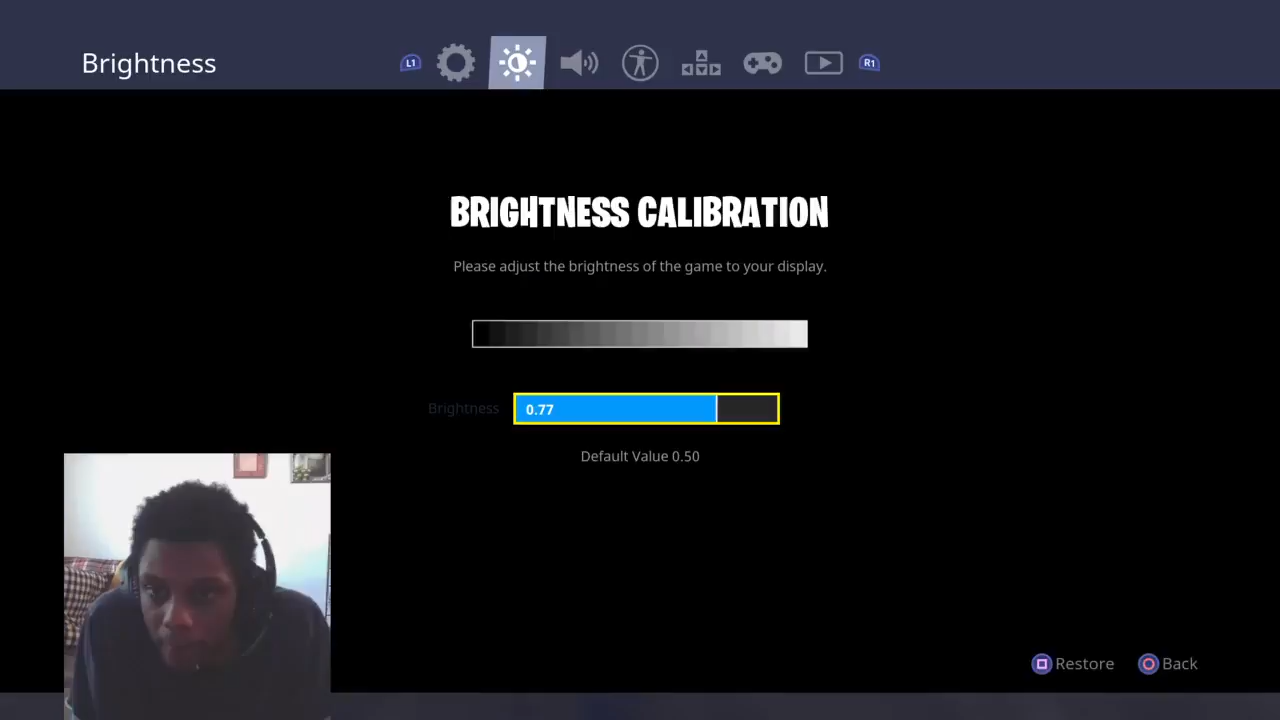 Brightness
L1
R1
BRIGHTNESS CALIBRATION
Please adjust the brightness of the game to your display.
Brightness
0.77
Default Value 0.50
Restore
Back